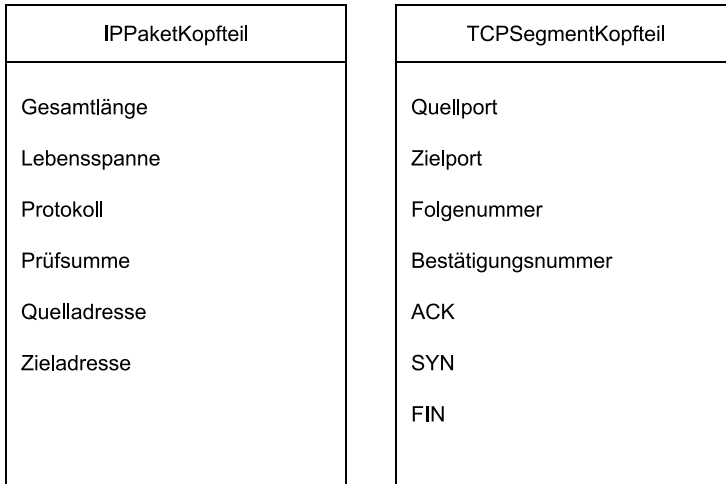 IPPaketKopfteil
Gesamtlänge
Lebensspanne
Protokoll
Prüfsumme
Quelladresse
Zieladresse
TCPSegmentKopfteil
Quellport
Zielport
Folgenummer
Bestätigungsnummer
ACK
SYN
FIN